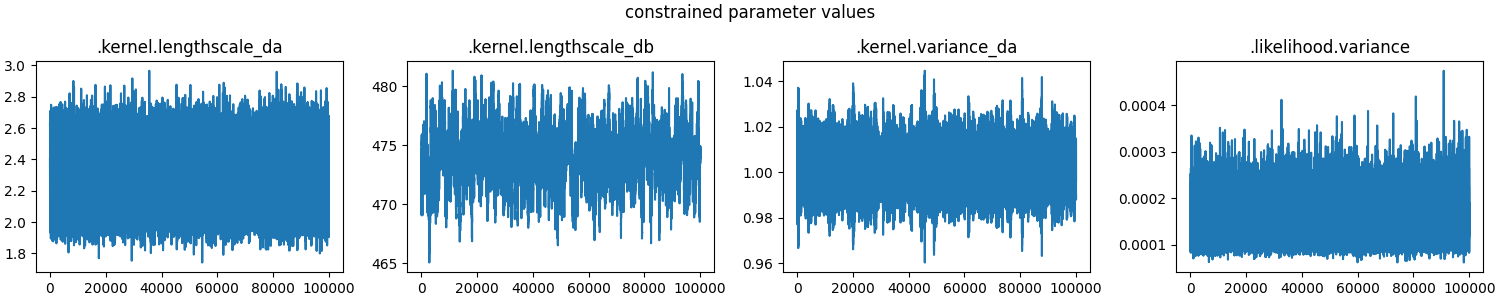 constrained parameter values
.kernel.lengthscale_da
3.0
2.8
2.6
2.4
2.2
2.0
1.8
0 20000 40000 60000 80000 100000
.kernel.lengthscale_db
480
475
470
465
0 20000 40000 60000 80000 100000
.kernel.variance_da
1.04
1.02
1.00
0.98
0.96
0 20000 40000 60000 80000 100000
.likelihood.variance
0.0004
0.0003
0.0002
0.0001
0 20000 40000 60000 80000 100000